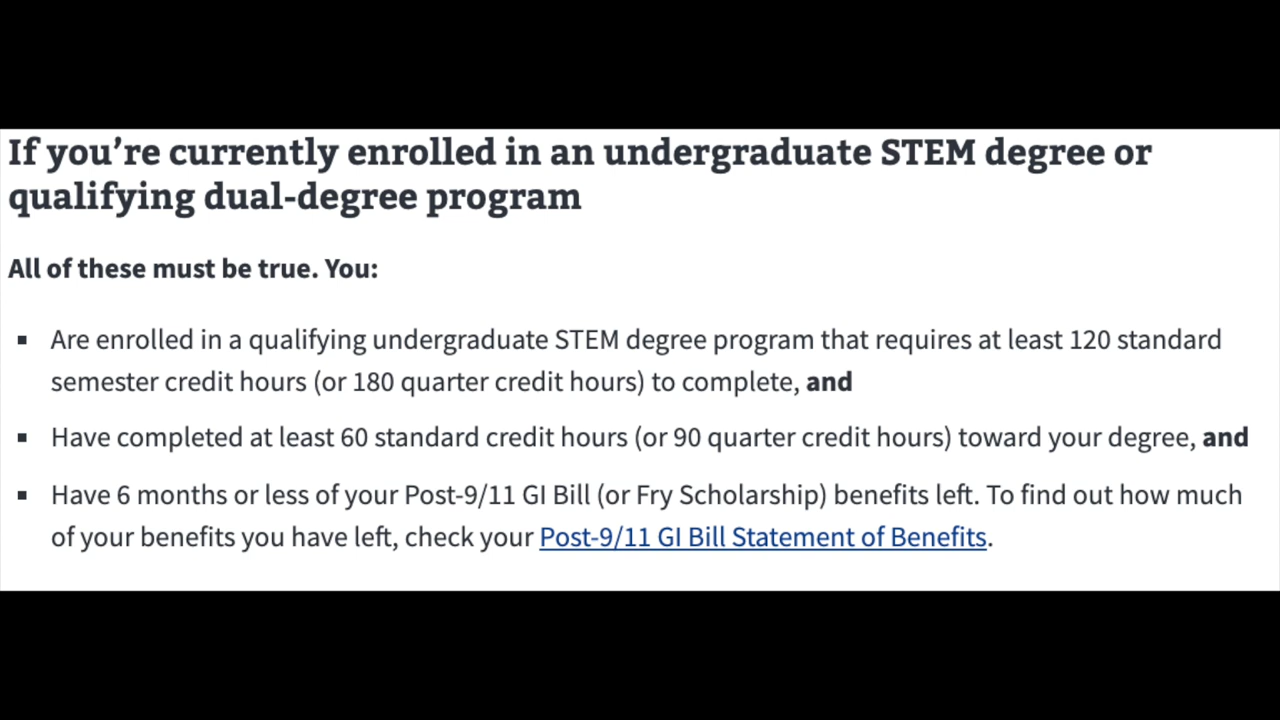 If you’re currently enrolled in an undergraduate STEM degree or
qualifying dual-degree program
All of these must be true. You:
▪ Are enrolled in a qualifying undergraduate STEM degree program that requires at least 120 standard
semester credit hours (or 180 quarter credit hours) to complete, and
▪ Have completed at least 60 standard credit hours (or 90 quarter credit hours) toward your degree, and
▪ Have 6 months or less of your Post-9/11 GI Bill (or Fry Scholarship) benefits left. To find out how much
of your benefits you have left, check your Post-9/11 GI Bill Statement of Benefits.